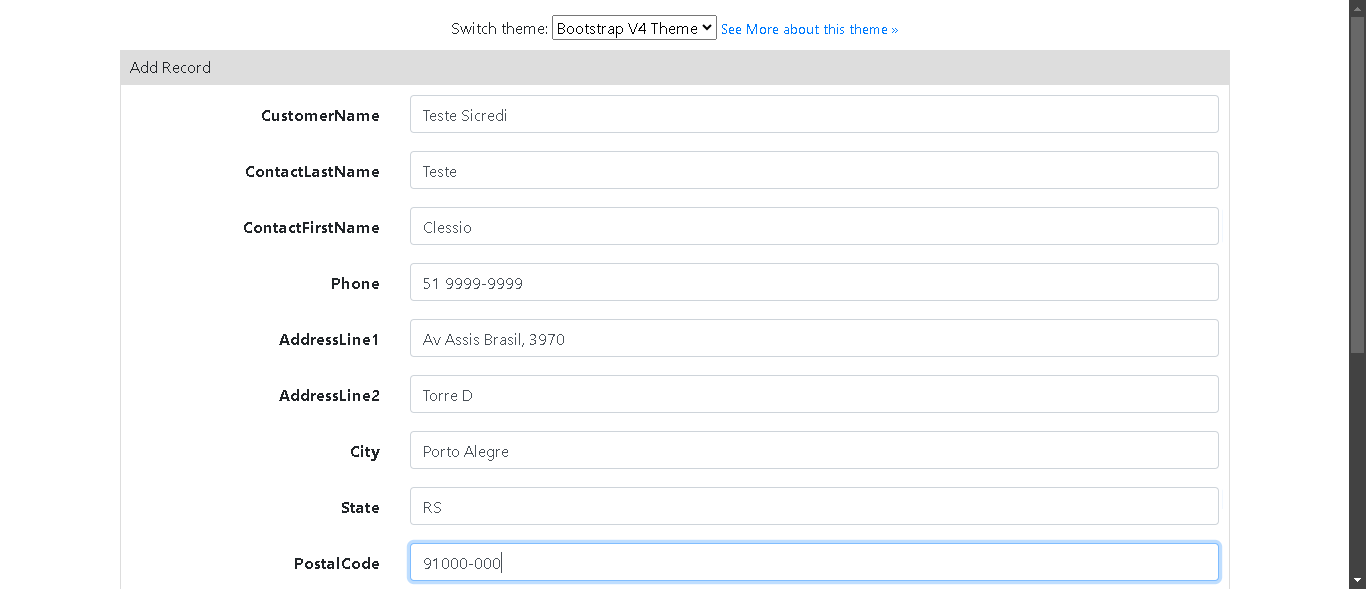 Switch theme: Bootstrap V4 Theme See More about this theme »
Add Record
CustomerName Teste Sicredi
ContactLastName Teste
ContactFirstName Clessio
Phone 51 9999-9999
AddressLine1 Av Assis Brasil, 3970
AddressLine2 Torre D
City Porto Alegre
State RS
PostalCode 91000-000